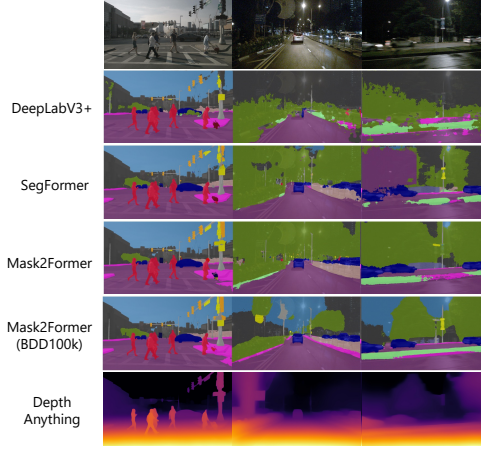 DeepLabV3+
SegFormer
Mask2Former
Mask2Former
(BDD100k)
Depth
Anything